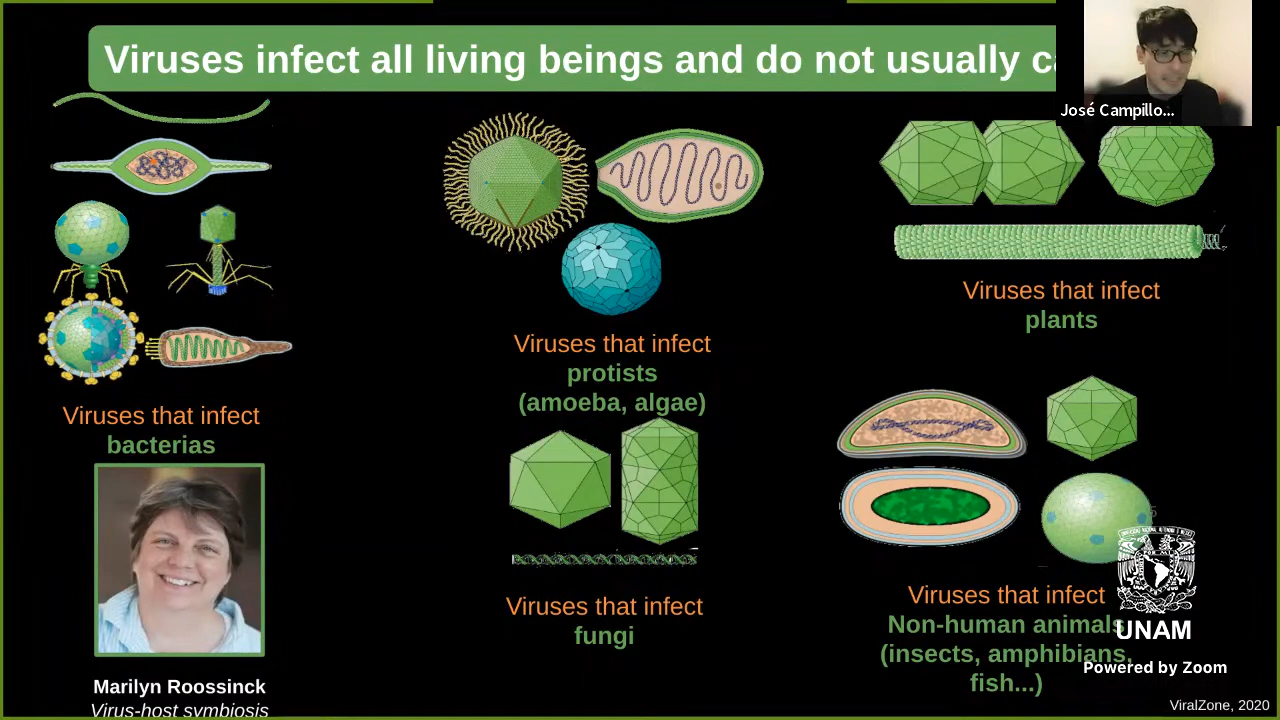 Viruses infect all living beings and do not usually
José Campillo...
Viruses that infect
bacterias
Marilyn Roossinck
Virus-host symbiosis
Viruses that infect
protists
(amoeba, algae)
Viruses that infect
fungi
Viruses that infect
plants
Viruses that infect
Non-human animals
(insects, amphibians,
fish...)
5
UNAM
Powered by Zoom
ViralZone, 2020